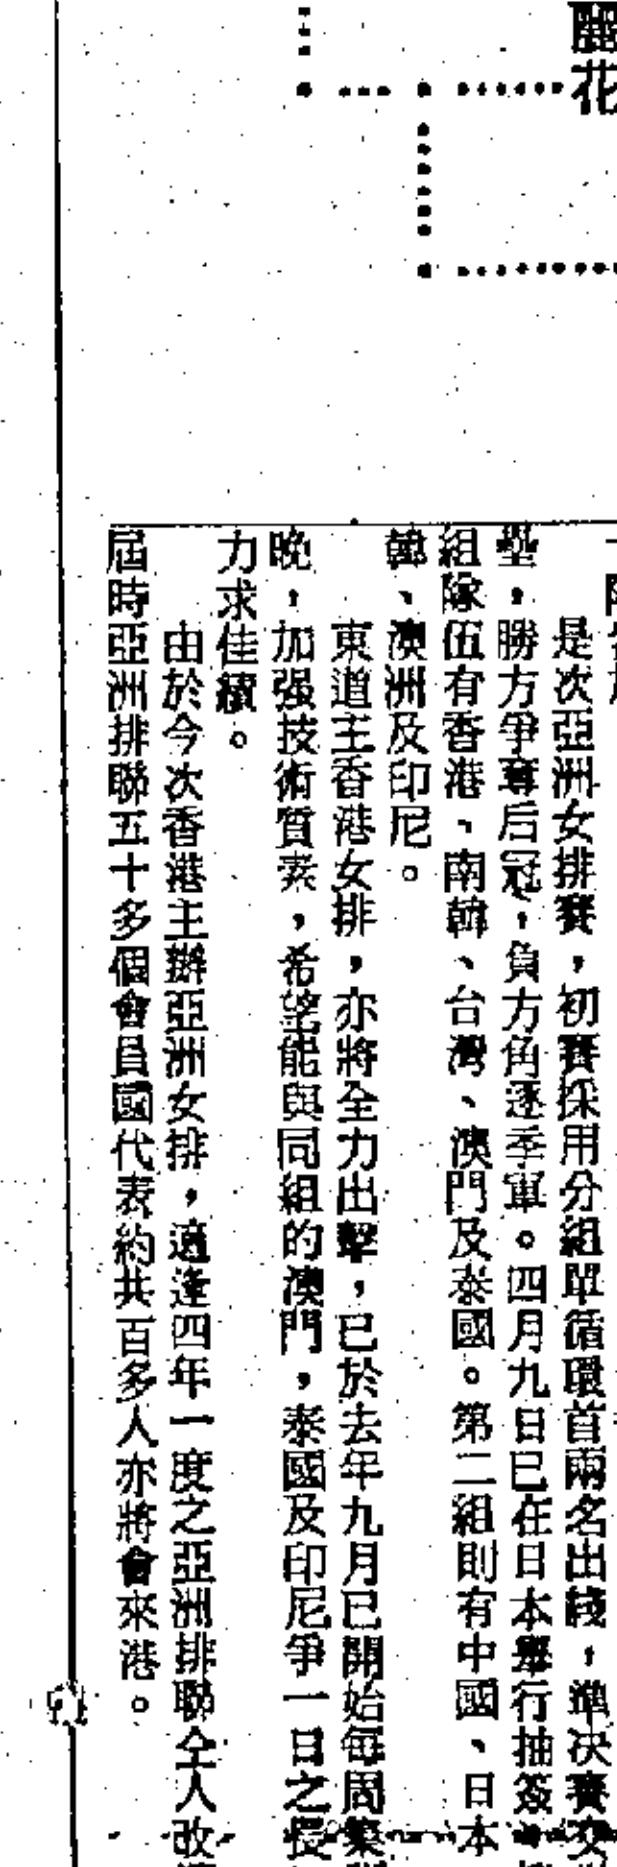 麗花
是次亞洲女排賽，初賽採用分組單循環首兩名出綫，準決賽交
壘，勝方爭奪后冠，負方角逐季軍。四月九日已在日本舉行抽簽，
組隊伍有香港、南韓、台灣、澳門及泰國。第二組則有中國、日本
韓、澳洲及印尼。
東道主香港女排，亦將全力出擊，已於去年九月已開始每周集
晚，加强技術質素，希望能與同組的澳門，泰國及印尼爭一日之長
力求佳績。
由於今次香港主辦亞洲女排，適逢四年一度之亞洲排聯全人改
屆時亞洲排聯五十多個會員國代表約共百多人亦將會來港。